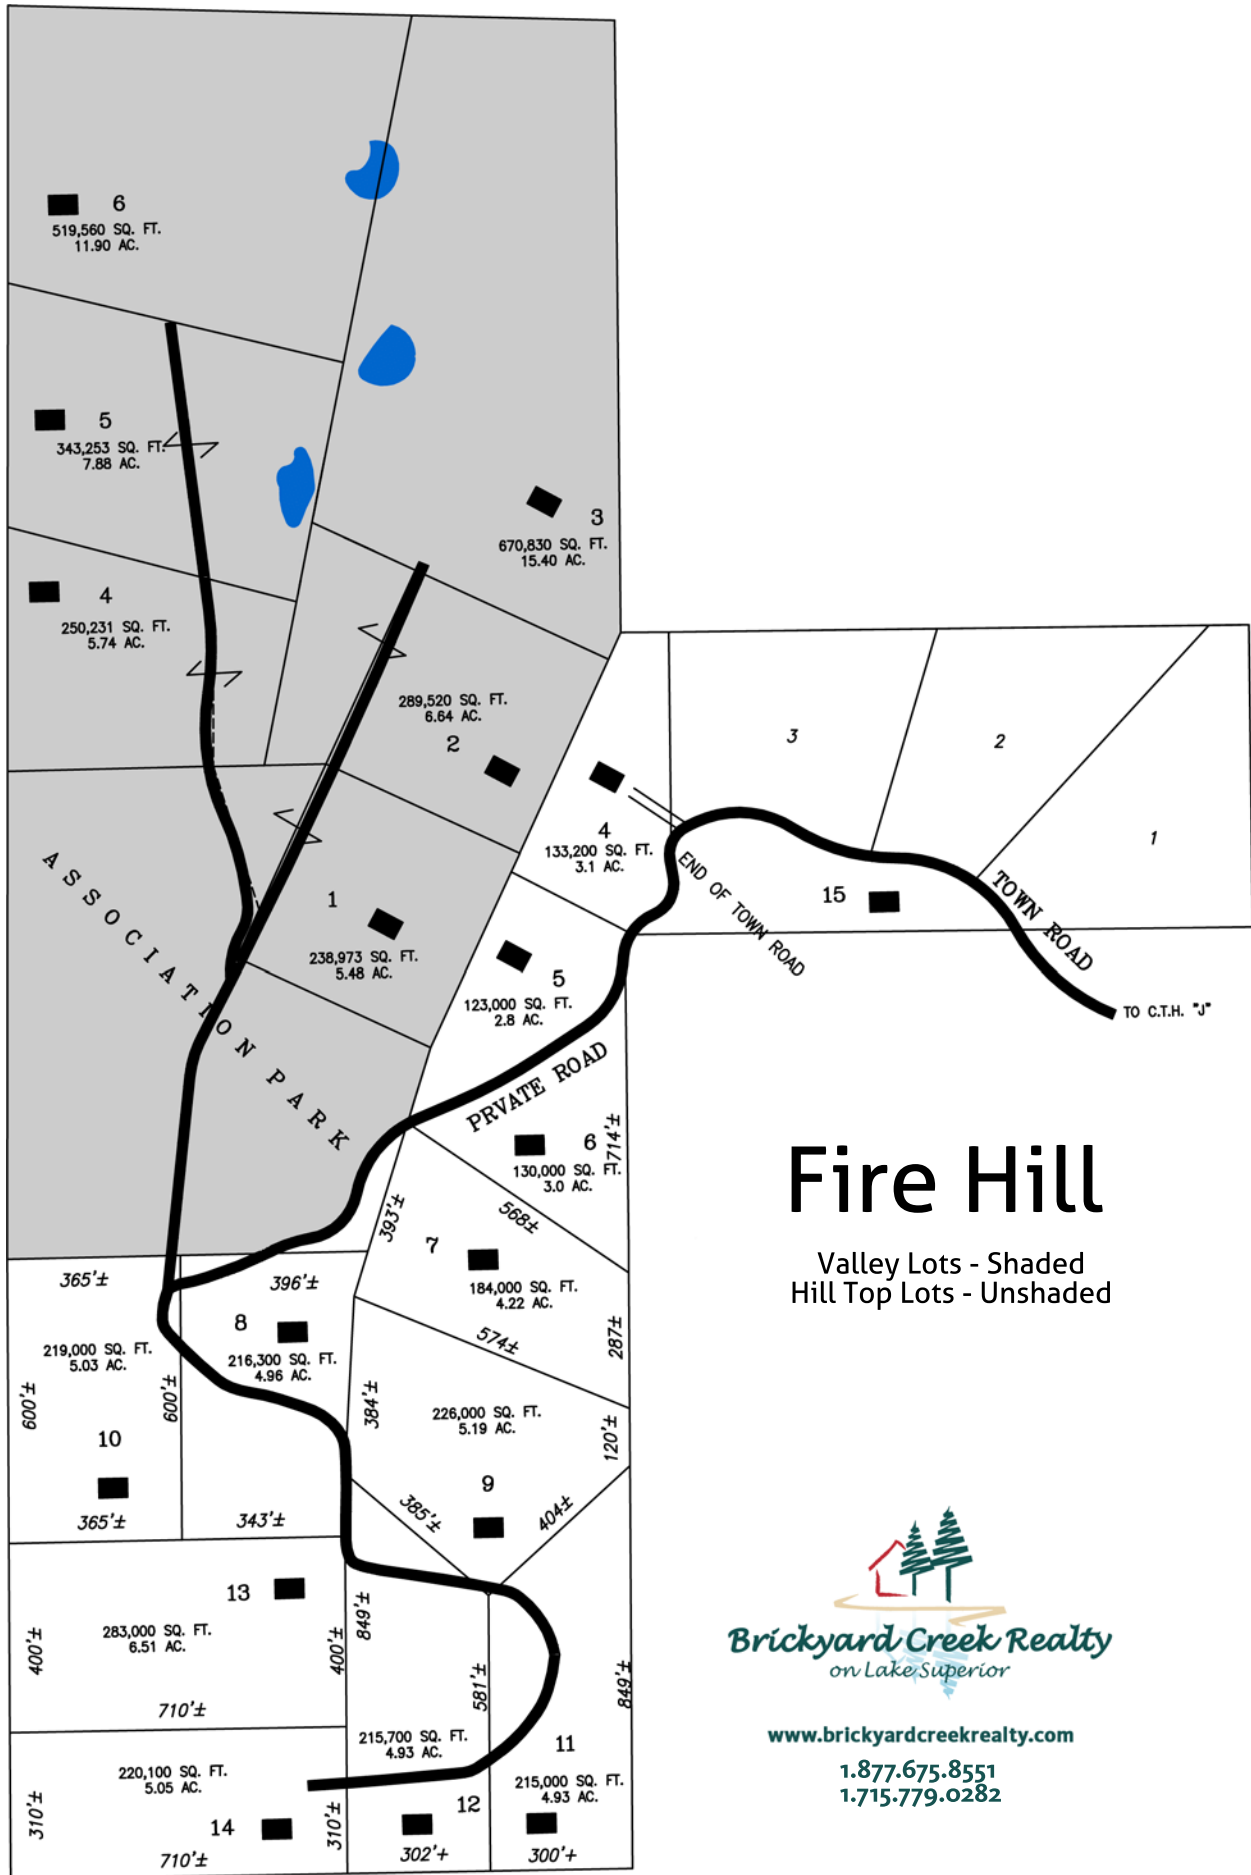 6
519,560 SQ. FT.
11.90 AC.
5
343,253 SQ. FT.
7.88 AC.
3
670,830 SQ. FT.
15.40 AC.
4
250,231 SQ. FT.
5.74 AC.
289,520 SQ. FT.
6.64 AC.
2
3
2
1
4
133,200 SQ. FT.
3.1 AC.
END OF TOWN ROAD
15
TOWN ROAD
TO C.T.H. "J"
ASSOCIATION PARK
1
238,973 SQ. FT.
5.48 AC.
5
123,000 SQ. FT.
2.8 AC.
PRVATE ROAD
6
714'±
130,000 SQ. FT.
3.0 AC.
568±
393'±
7
184,000 SQ. FT.
4.22 AC.
574±
287'±
Fire Hill
Valley Lots - Shaded
Hill Top Lots - Unshaded
365'±
396'±
8
216,300 SQ. FT.
4.96 AC.
219,000 SQ. FT.
5.03 AC.
600'±
600'±
384'±
226,000 SQ. FT.
5.19 AC.
120'±
10
9
385'±
404±
365'±
343'±
13
283,000 SQ. FT.
6.51 AC.
400'±
400'±
849'±
581'±
849'±
710'±
Brickyard Creek Realty
on Lake Superior
www.brickyardcreekrealty.com
1.877.675.8551
1.715.779.0282
215,700 SQ. FT.
4.93 AC.
11
220,100 SQ. FT.
5.05 AC.
215,000 SQ. FT.
4.93 AC.
310'±
14
310'±
12
710'±
302'+
300'+